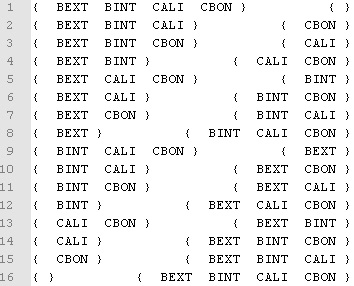 1 { BEXT BINT CALI CBON } { }
2 { BEXT BINT CALI } { CBON }
3 { BEXT BINT CBON } { CALI }
4 { BEXT BINT } { CALI CBON }
5 { BEXT CALI CBON } { BINT }
6 { BEXT CALI } { BINT CBON }
7 { BEXT CBON } { BINT CALI }
8 { BEXT } { BINT CALI CBON }
9 { BINT CALI CBON } { BEXT }
10 { BINT CALI } { BEXT CBON }
11 { BINT CBON } { BEXT CALI }
12 { BINT } { BEXT CALI CBON }
13 { CALI CBON } { BEXT BINT }
14 { CALI } { BEXT BINT CBON }
15 { CBON } { BEXT BINT CALI }
16 { } { BEXT BINT CALI CBON }